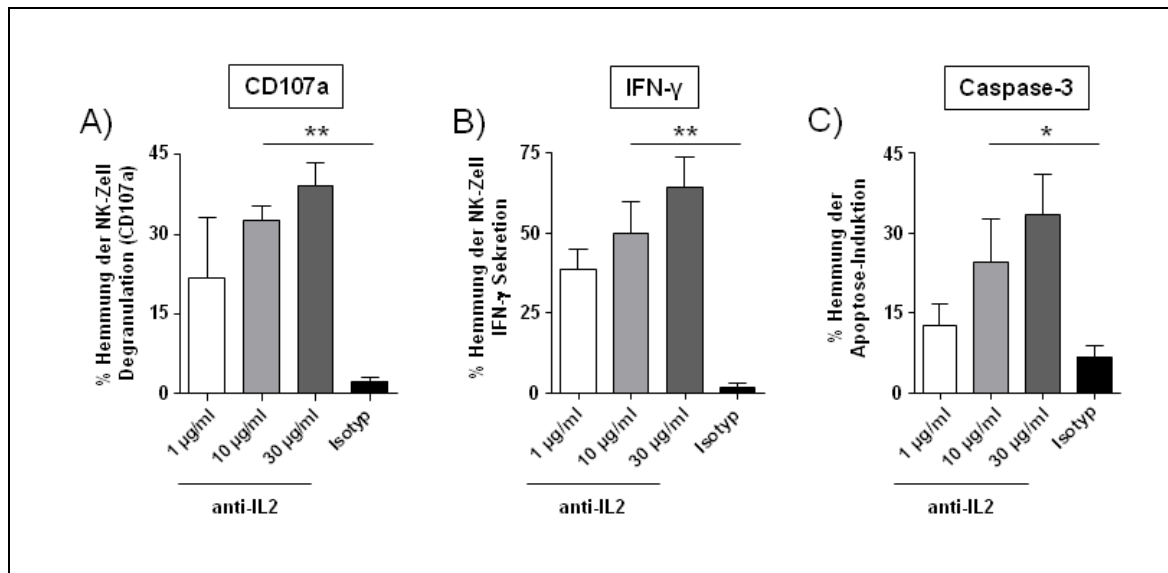 CD107a
A)
**
% Hemmung der NK-Zell
Degranulation (CD107a)
45
30
15
0
1 µg/ml
10 µg/ml
30 µg/ml
Isotyp
anti-IL2
IFN-γ
B)
**
% Hemmung der NK-Zell
IFN-γ Sekretion
75
50
25
0
1 µg/ml
10 µg/ml
30 µg/ml
Isotyp
anti-IL2
Caspase-3
C)
*
% Hemmung der
Apoptose-Induktion
45
30
15
0
1 µg/ml
10 µg/ml
30 µg/ml
Isotyp
anti-IL2